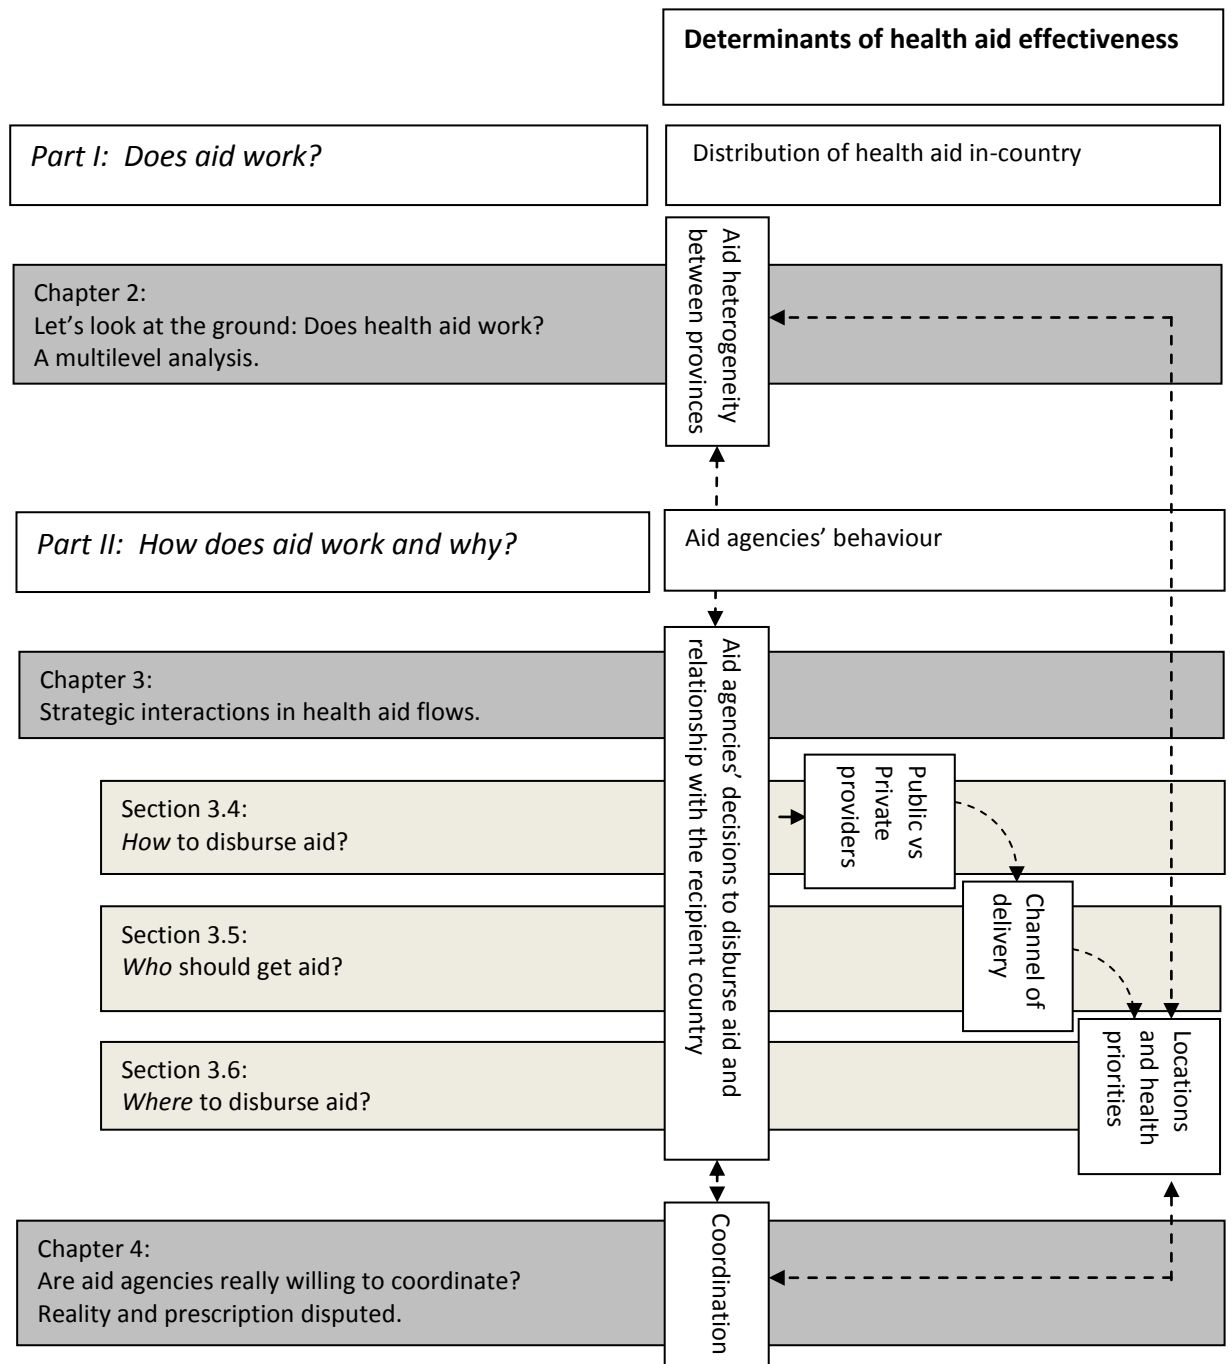 Determinants of health aid effectiveness
Part I: Does aid work?
Distribution of health aid in-country
Aid heterogeneity
between provinces
Chapter 2:
Let’s look at the ground: Does health aid work?
A multilevel analysis.
Part II: How does aid work and why?
Aid agencies’ behaviour
Aid agencies’ decisions to disburse aid and
relationship with the recipient country
Chapter 3:
Strategic interactions in health aid flows.
Public vs
Private
providers
Section 3.4:
How to disburse aid?
Channel of
delivery
Section 3.5:
Who should get aid?
Locations
and health
priorities
Section 3.6:
Where to disburse aid?
Coordination
Chapter 4:
Are aid agencies really willing to coordinate?
Reality and prescription disputed.